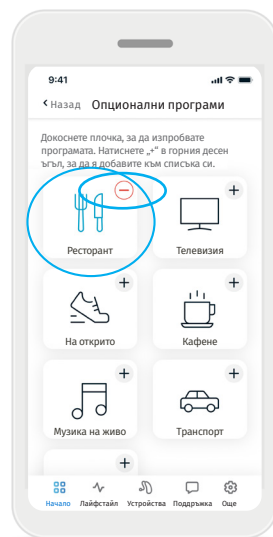 9:41
Назад Опционални програми
Докоснете плочка, за да изпробвате
програмата. Натиснете „+“ в горния десен
ъгъл, за да я добавите към списъка си.
Ресторант Телевизия
На открито Кафене
Музика на живо Транспорт
Начало Лайфстайл Устройства Поддръжка Още